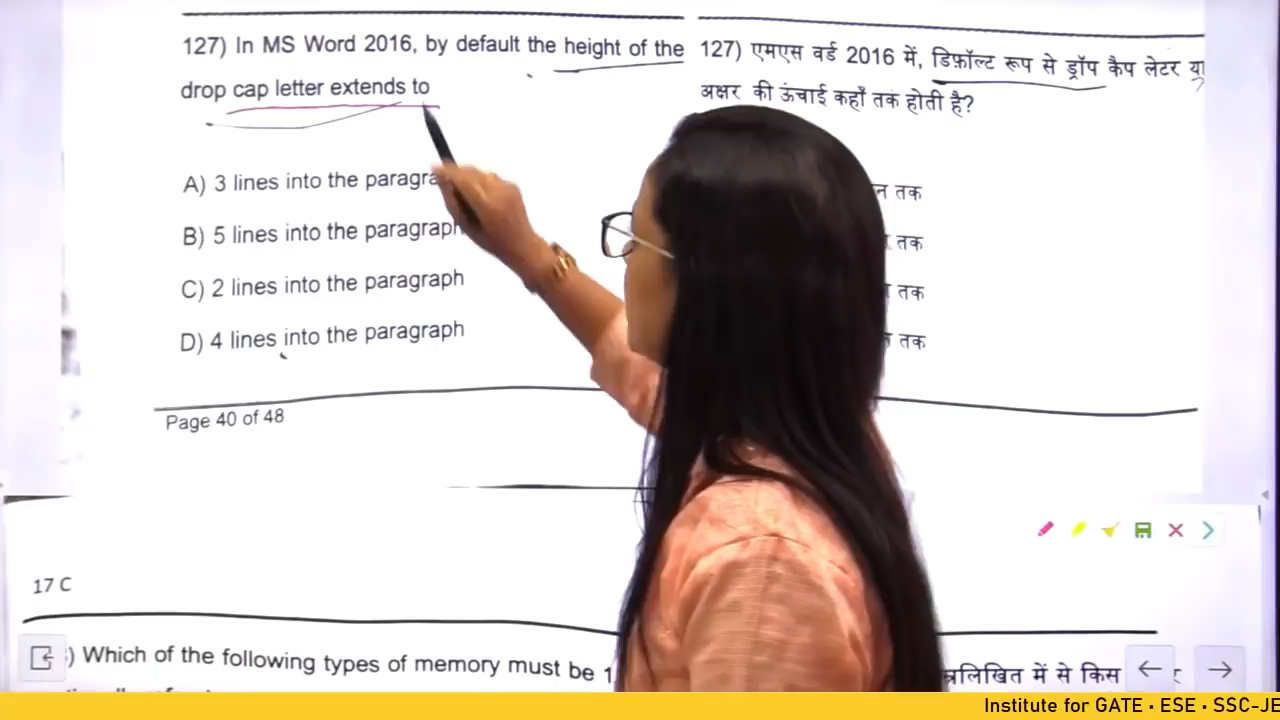 127) In MS Word 2016, by default the height of the
drop cap letter extends to
A) 3 lines into the
B) 5 lines into the paragraph
C) 2 lines into the paragraph
D) 4 lines into the paragraph
127) एमएस वर्ड 2016 में, डिफ़ॉल्ट रूप से ड्रॉप कैप लेटर या
अक्षर की ऊंचाई कहाँ तक होती है?
तक
तक
तक
तक
Page 40 of 48
17 C
) Which of the following types of memory must be
में से किस
Institute for GATE • ESE • SSC-JE